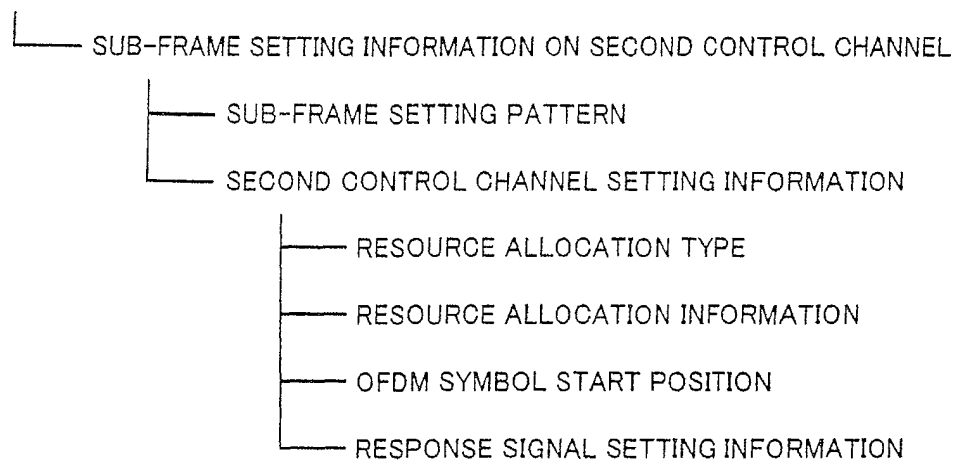 SUB-FRAME SETTING INFORMATION ON SECOND CONTROL CHANNEL
SUB-FRAME SETTING PATTERN
SECOND CONTROL CHANNEL SETTING INFORMATION
RESOURCE ALLOCATION TYPE
RESOURCE ALLOCATION INFORMATION
OFDM SYMBOL START POSITION
RESPONSE SIGNAL SETTING INFORMATION